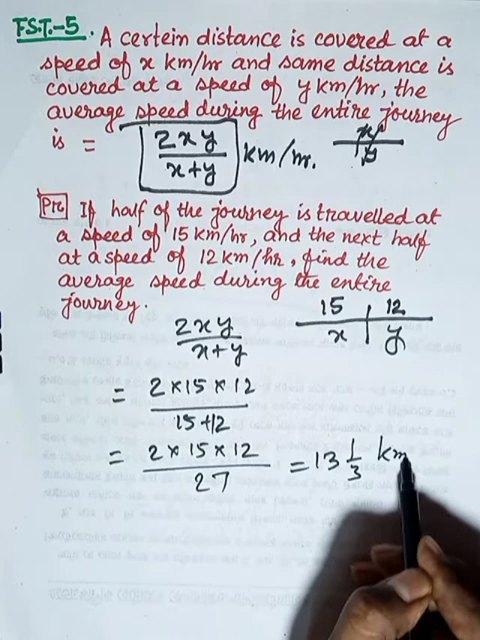 F.S.T.-5. A certein distance is covered at a
speed of x km/hr and same distance is
covered at a speed of y km/hr, the
average speed during the entire journey
is = 2xy/x+y km/hr. x/y
Pr: If half of the journey is travelled at
a speed of 15 km/hr, and the next half
at a speed of 12 km/hr, find the
average speed during the entire
journey.
15 | 12
x | y
2xy/x+y
= 2×15×12/15+12
= 2×15×12/27 = 13 1/3 km